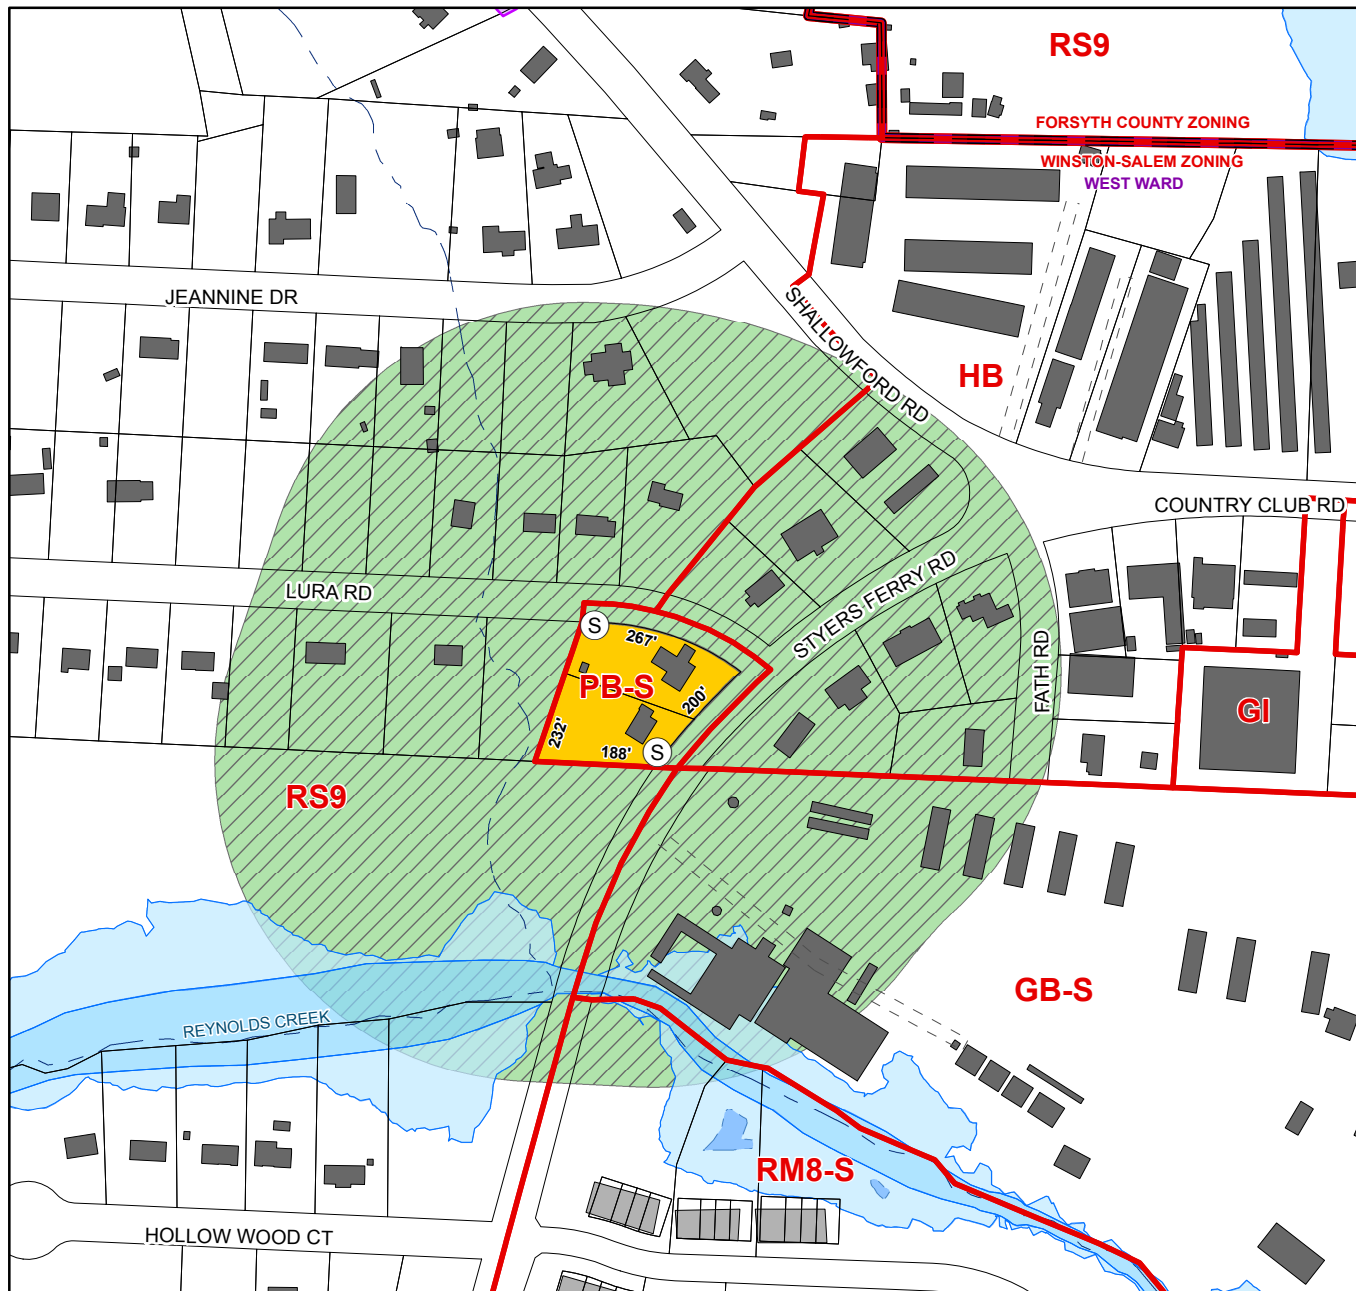 RS9
FORSYTH COUNTY ZONING
WINSTON-SALEM ZONING
WEST WARD
JEANNINE DR
SHALLOWFORD RD
HB
COUNTRY CLUB RD
LURA RD
STYERS FERRY RD
S
267'
PB-S
200'
FATH RD
GI
232'
188'
S
RS9
GB-S
REYNOLDS CREEK
RM8-S
HOLLOW WOOD CT